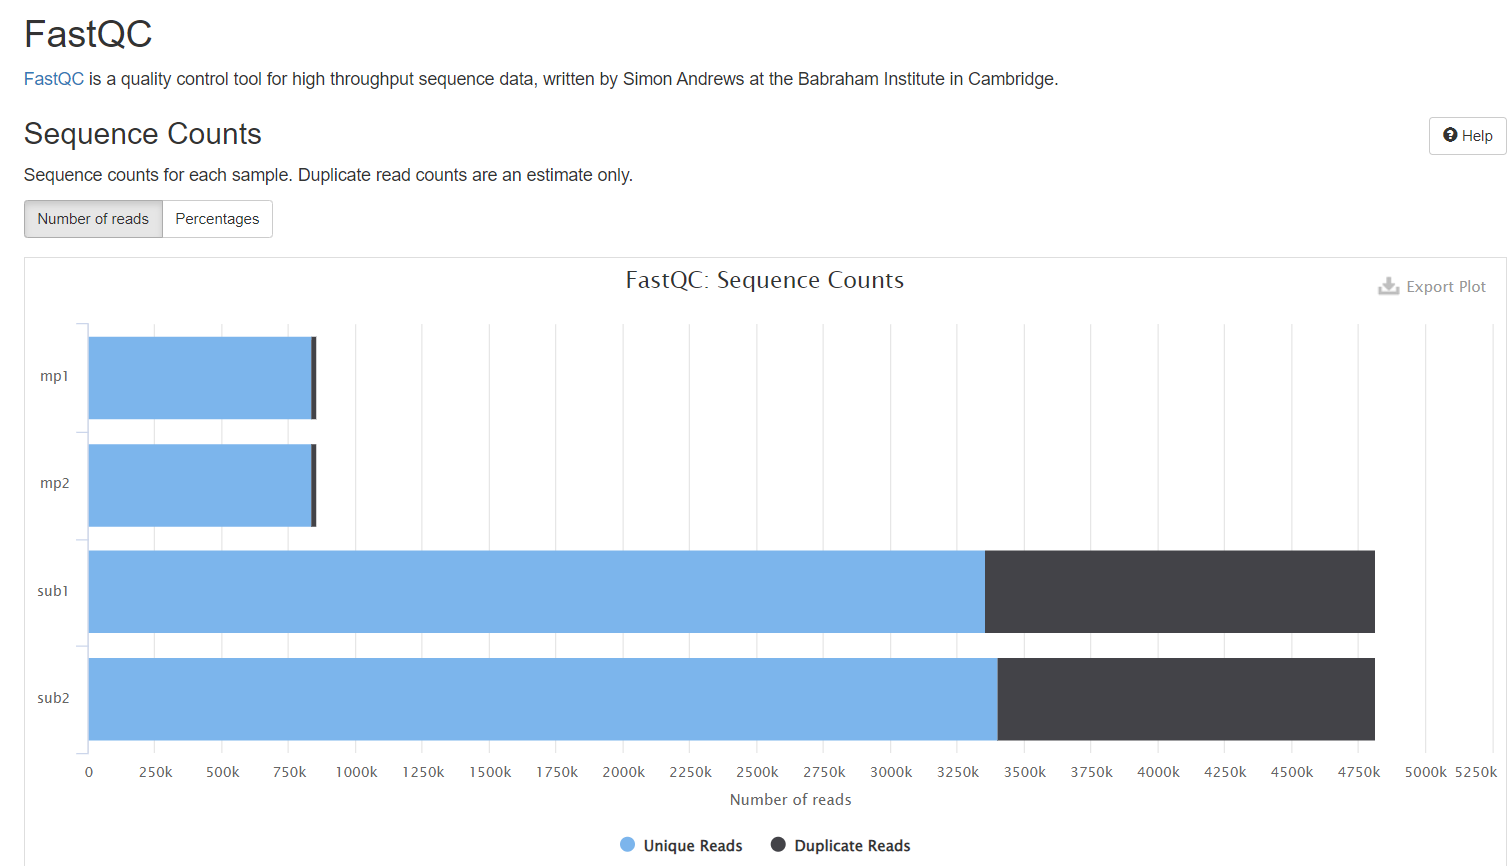 FastQC
FastQC is a quality control tool for high throughput sequence data, written by Simon Andrews at the Babraham Institute in Cambridge.
Sequence Counts
Help
Sequence counts for each sample. Duplicate read counts are an estimate only.
Number of reads Percentages
FastQC: Sequence Counts
Export Plot
mp1
mp2
sub1
sub2
0 250k 500k 750k 1000k 1250k 1500k 1750k 2000k 2250k 2500k 2750k 3000k 3250k 3500k 3750k 4000k 4250k 4500k 4750k 5000k 5250k
Number of reads
Unique Reads Duplicate Reads